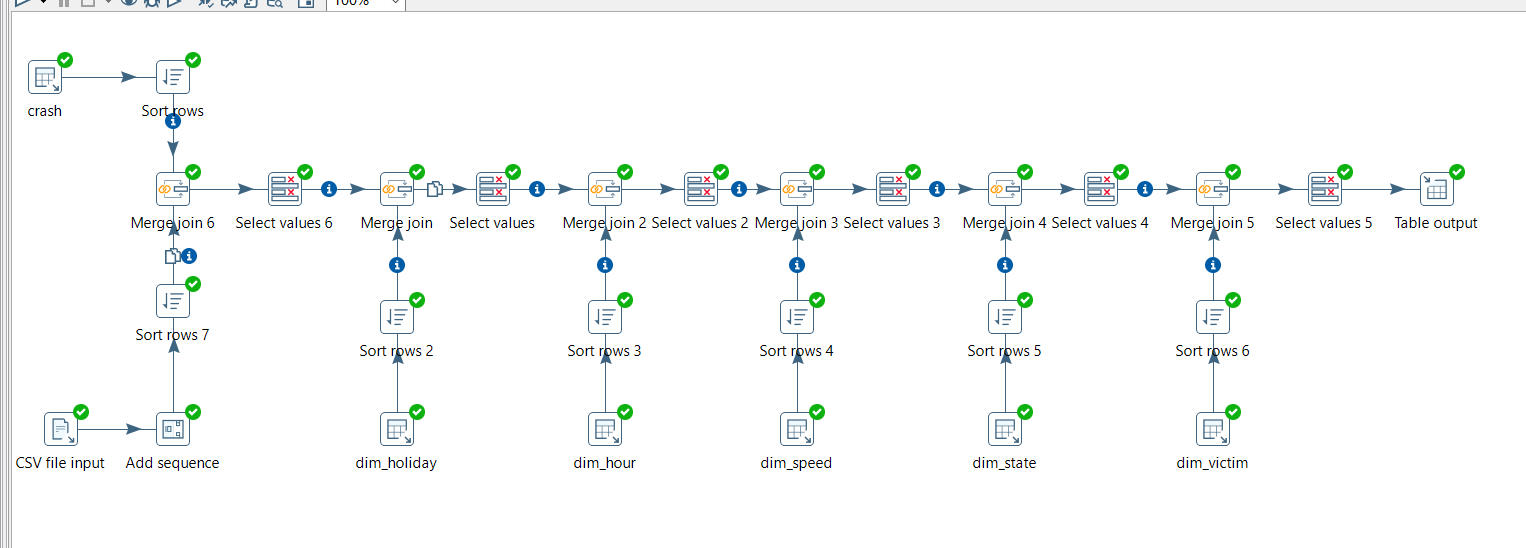 100%
crash
Sort rows
Merge join 6
Select values 6
Merge join
Select values
Merge join 2
Select values 2
Merge join 3
Select values 3
Merge join 4
Select values 4
Merge join 5
Select values 5
Table output
Sort rows 7
Sort rows 2
Sort rows 3
Sort rows 4
Sort rows 5
Sort rows 6
CSV file input
Add sequence
dim_holiday
dim_hour
dim_speed
dim_state
dim_victim